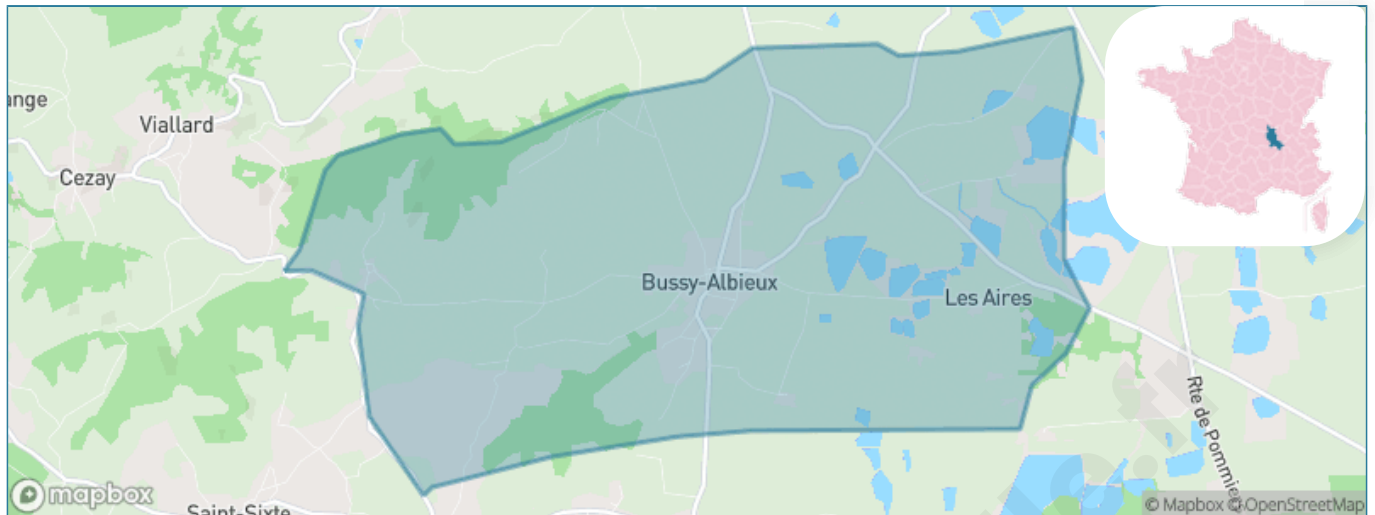 ange
Viallard
Cezay
Bussy-Albieux
Les Aires
Rte de Pommie
Saint-Sixte
mapbox
© Mapbox © OpenStreetMap